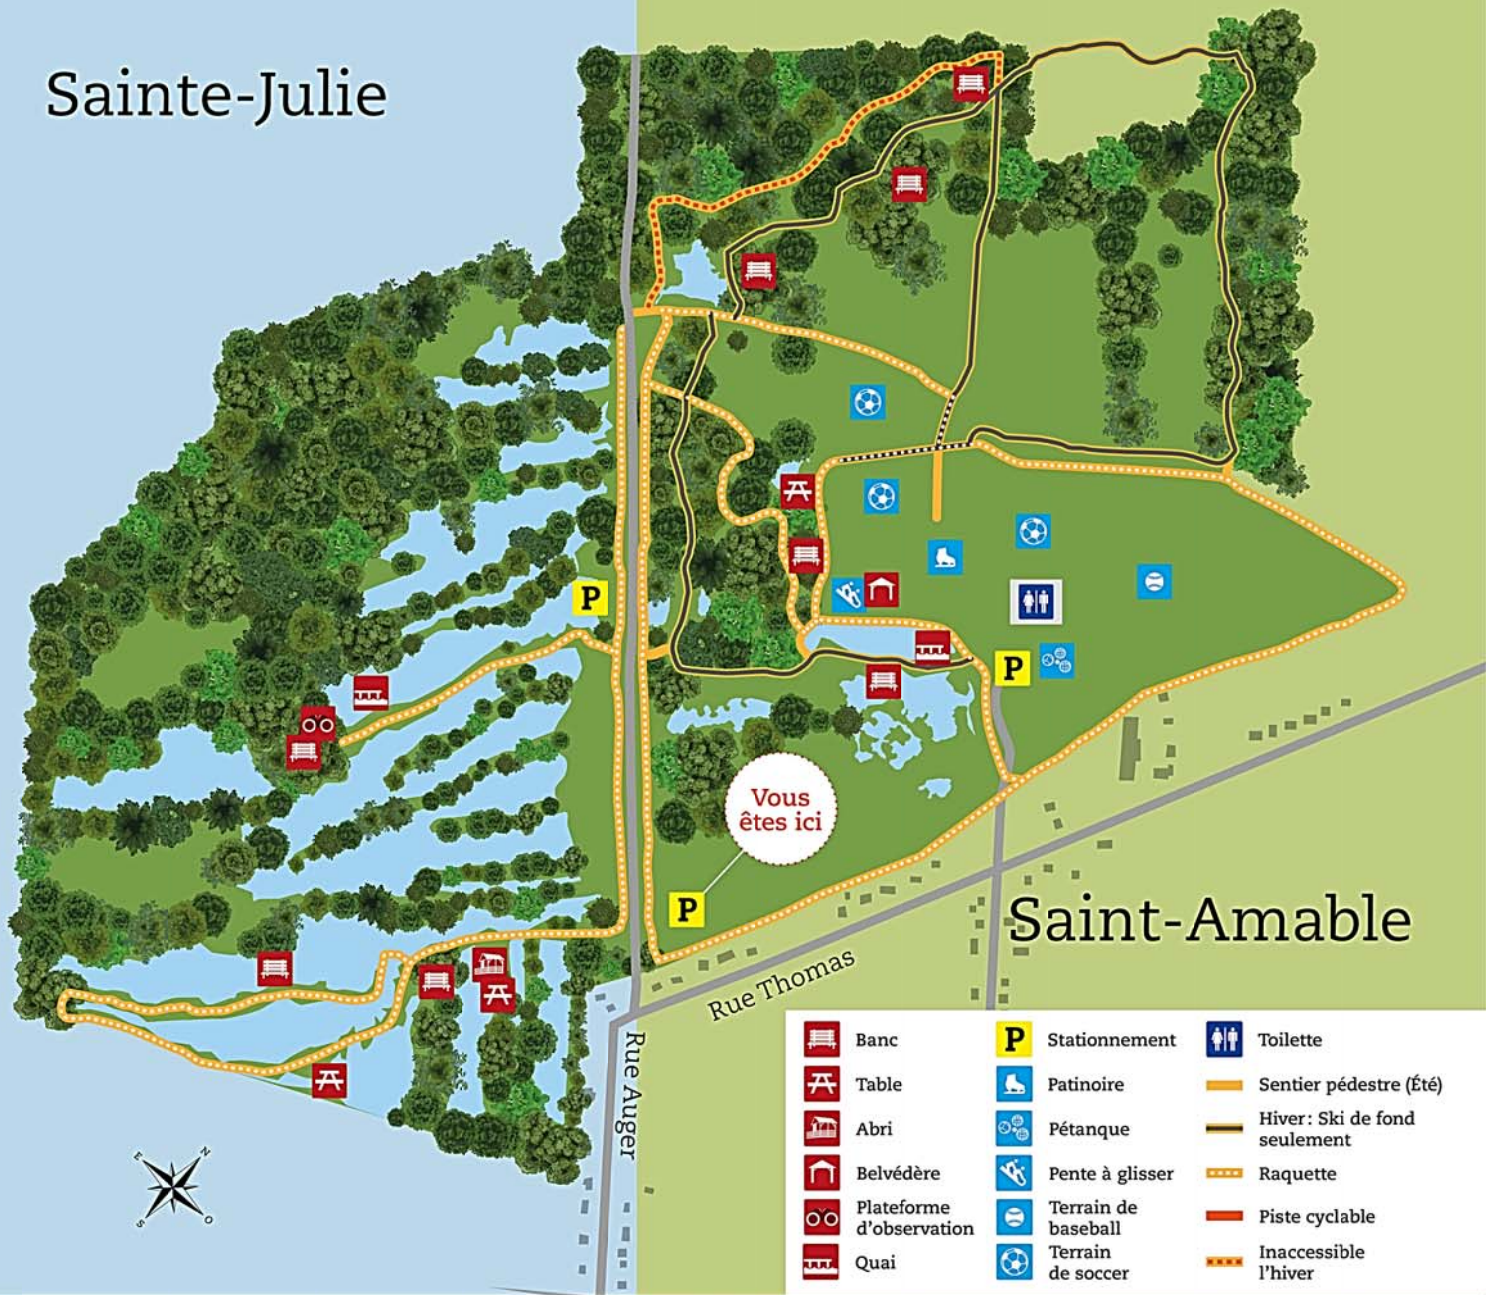 Sainte-Julie
P
Vous
êtes ici
P
P
Saint-Amable
Rue Thomas
Rue Auger
N
E
S
O
Banc
Table
Abri
Belvédère
Plateforme
d'observation
Quai
P
Stationnement
Patinoire
Pétanque
Pente à glisser
Terrain de
baseball
Terrain
de soccer
Toilette
Sentier pédestre (Été)
Hiver: Ski de fond
seulement
Raquette
Piste cyclable
Inaccessible
l'hiver